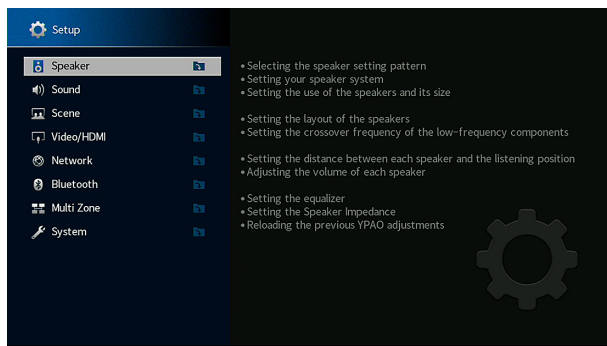 Setup
Speaker
Sound
Scene
Video/HDMI
Network
Bluetooth
Multi Zone
System
•Selecting the speaker setting pattern
•Setting your speaker system
•Setting the use of the speakers and its size
•Setting the layout of the speakers
•Setting the crossover frequency of the low-frequency components
•Setting the distance between each speaker and the listening position
•Adjusting the volume of each speaker
•Setting the equalizer
•Setting the Speaker Impedance
•Reloading the previous YPAO adjustments